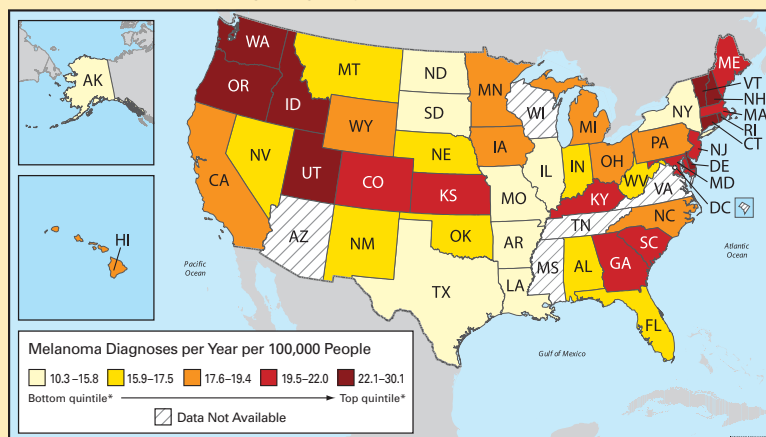 AK
HI
WA
OR
ID
MT
WY
NV
CA
UT
AZ
CO
NM
ND
SD
NE
KS
OK
TX
MN
IA
MO
AR
LA
WI
IL
MI
IN
OH
KY
TN
MS
AL
GA
FL
SC
NC
VA
WV
PA
NY
ME
VT
NH
MA
RI
CT
NJ
DE
MD
DC
Pacific
Ocean
Atlantic
Ocean
Gulf of Mexico
Melanoma Diagnoses per Year per 100,000 People
10.3–15.8 15.9–17.5 17.6–19.4 19.5–22.0 22.1–30.1
Bottom quintile* Top quintile*
Data Not Available